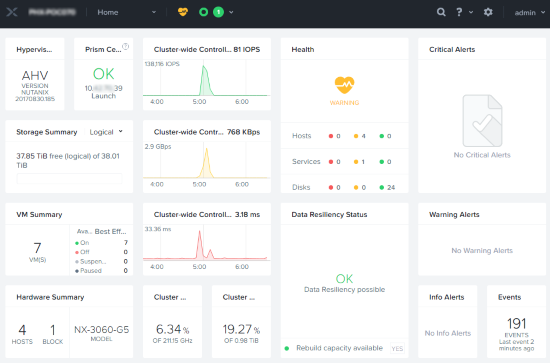 Home
1
?
admin
Hypervis...
AHV
VERSION
NUTANIX
20170830.185
Prism Ce...
?
OK
10.
.39
Launch
Cluster-wide Controll... 81 IOPS
138,116 IOPS
4:00 5:00 6:00
Health
WARNING
Hosts 0 4 0
Services 0 1 0
Disks 0 0 24
Critical Alerts
No Critical Alerts
Storage Summary Logical
37.85 TiB free (logical) of 38.01
TiB
Cluster-wide Contr... 768 KBps
2.9 GBps
4:00 5:00 6:00
VM Summary
7
VM(S)
Ava... Best Eff...
On 7
Off 0
Suspen... 0
Paused 0
Cluster-wide Controll... 3.18 ms
33.36 ms
4:00 5:00 6:00
Data Resiliency Status
OK
Data Resiliency possible
Rebuild capacity available YES
Warning Alerts
No Warning Alerts
Hardware Summary
4
HOSTS
1
BLOCK
NX-3060-G5
MODEL
Cluster ...
6.34 %
OF 211.15 GHz
Cluster ...
19.27 %
OF 0.98 TiB
Info Alerts
No Info Alerts
Events
191
EVENTS
Last event 2
minutes ago